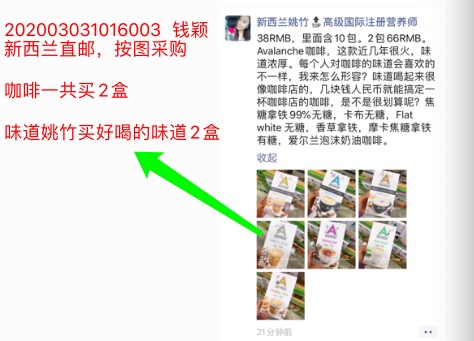 202003031016003 钱颖
新西兰直邮，按图采购
咖啡一共买2盒
味道姚竹买好喝的味道2盒
新西兰姚竹 高级国际注册营养师
38RMB，里面含10包。2包66RMB。
Avalanche咖啡，这款近几年很火，味
道浓厚。每个人对咖啡的味道会喜欢的
不一样，我来怎么形容？味道喝起来很
像咖啡店的，几块钱人民币就能搞定一
杯咖啡店的咖啡，是不是很划算呢？焦
糖拿铁99%无糖，卡布无糖，Flat
white 无糖，香草拿铁，摩卡焦糖拿铁
有糖，爱尔兰泡沫奶油咖啡。
收起
21分钟前